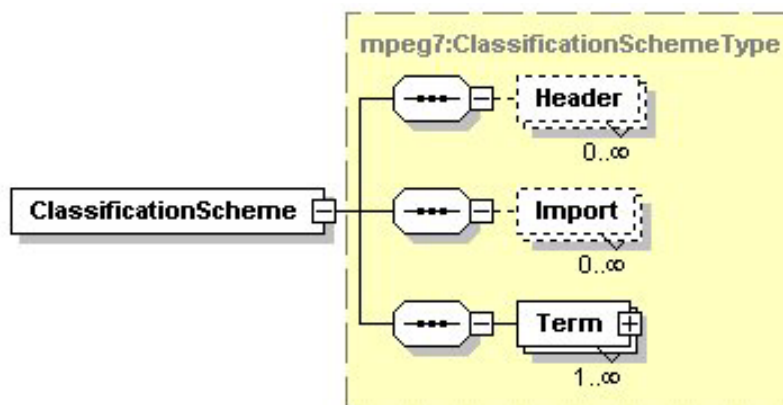 mpeg7:ClassificationSchemeType
Header
0..∞
ClassificationScheme
Import
0..∞
Term
1..∞